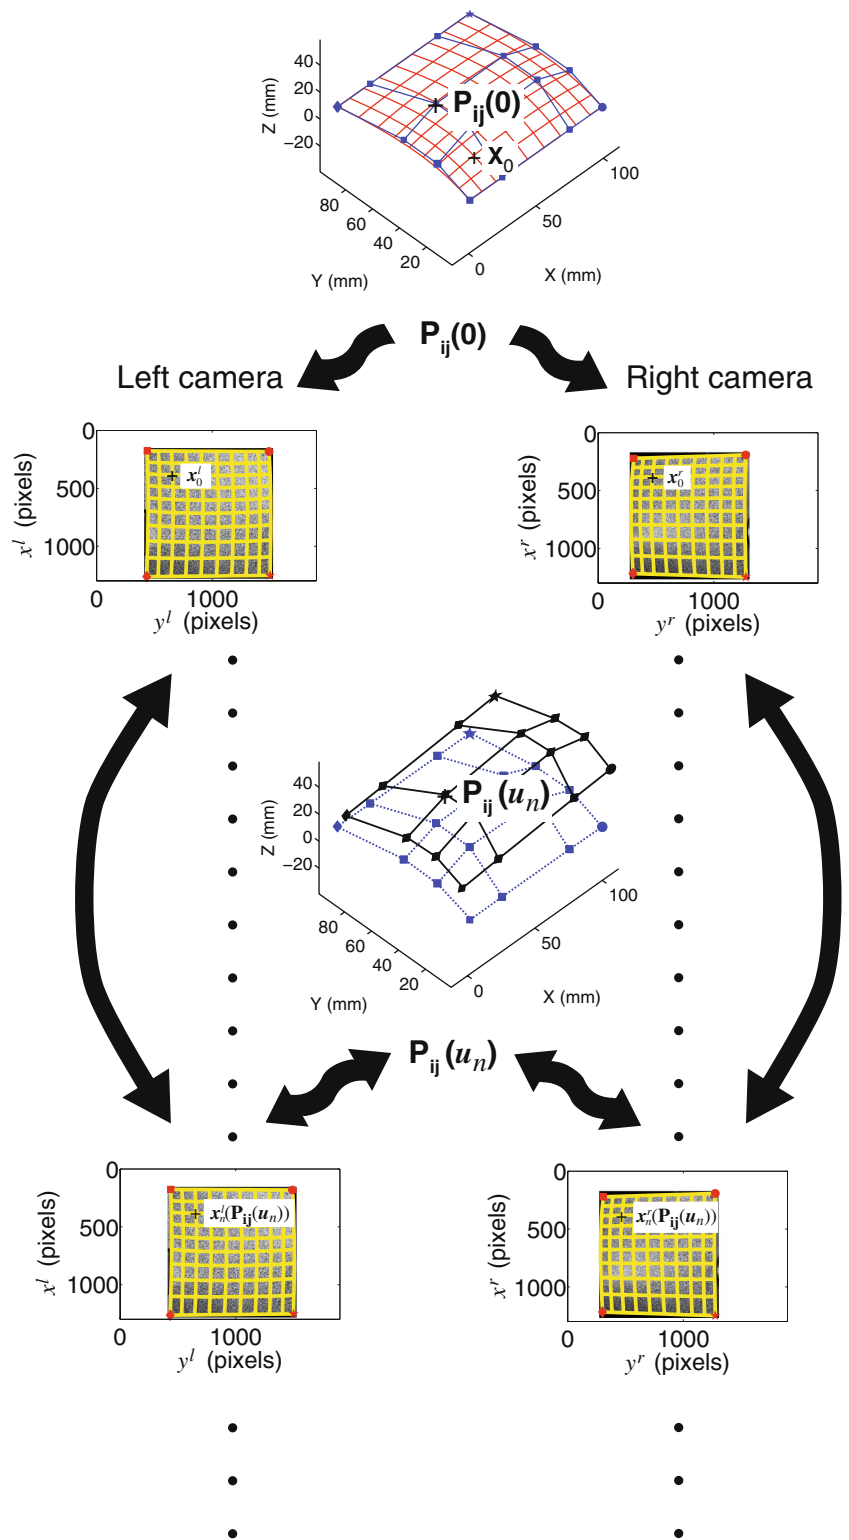 40
20
0
−20
Z (mm)
P_ij(0)
X_0
80
60
40
20
Y (mm)
0
50
100
X (mm)
P_ij(0)
Left camera
Right camera
0
500
1000
x^l (pixels)
x_0^l
0
1000
y^l (pixels)
0
500
1000
x^r (pixels)
x_0^r
0
1000
y^r (pixels)
40
20
0
−20
Z (mm)
P_ij(u_n)
80
60
40
20
Y (mm)
0
50
100
X (mm)
P_ij(u_n)
0
500
1000
x^l (pixels)
x_n^l(P_ij(u_n))
0
1000
y^l (pixels)
0
500
1000
x^r (pixels)
x_n^r(P_ij(u_n))
0
1000
y^r (pixels)